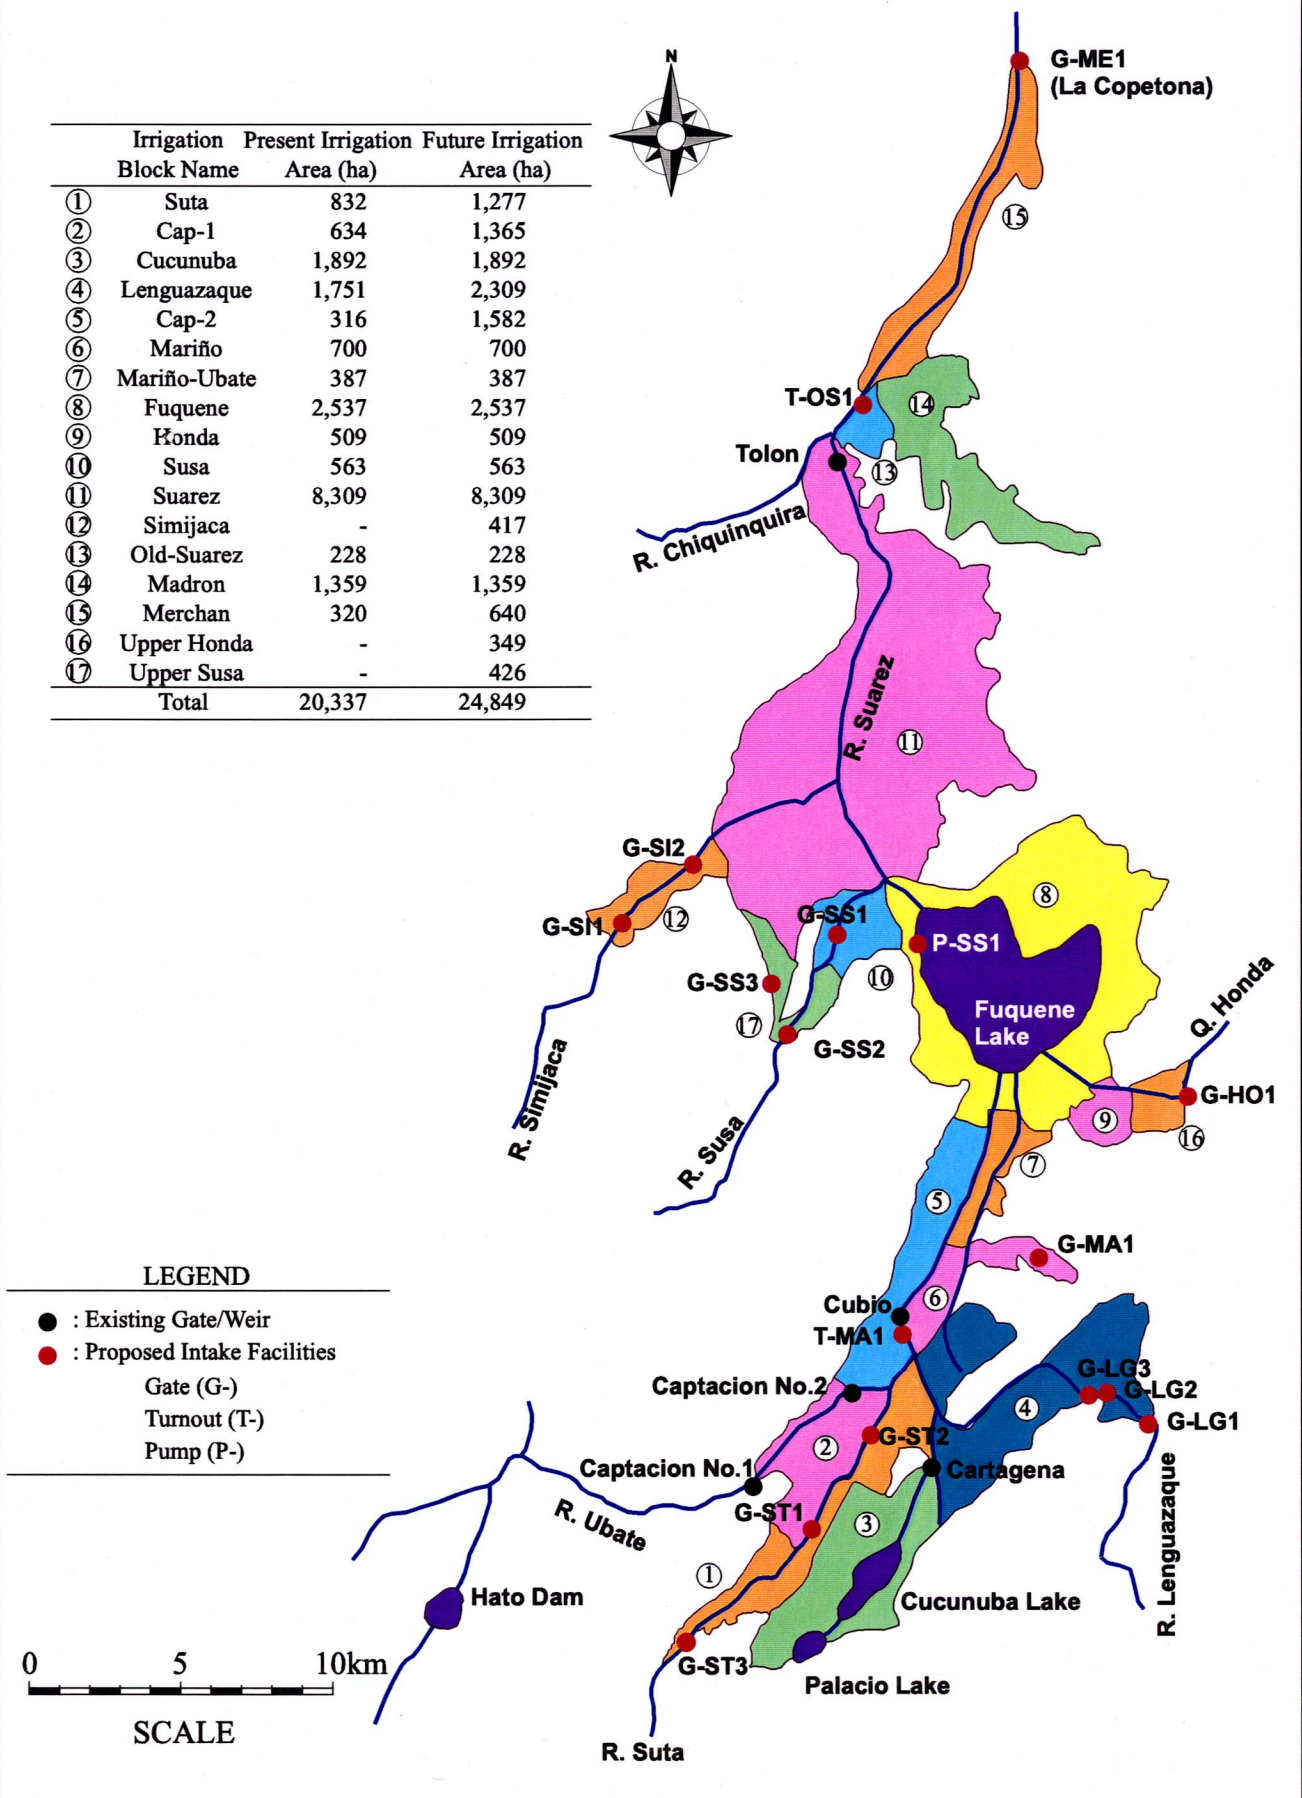 N
G-ME1
(La Copetona)
Irrigation Present Irrigation Future Irrigation
Block Name Area (ha) Area (ha)
① Suta 832 1,277
② Cap-1 634 1,365
③ Cucunuba 1,892 1,892
④ Lenguazaque 1,751 2,309
⑤ Cap-2 316 1,582
⑥ Mariño 700 700
⑦ Mariño-Ubate 387 387
⑧ Fuquene 2,537 2,537
⑨ Honda 509 509
⑩ Susa 563 563
⑪ Suarez 8,309 8,309
⑫ Simijaca - 417
⑬ Old-Suarez 228 228
⑭ Madron 1,359 1,359
⑮ Merchan 320 640
⑯ Upper Honda - 349
⑰ Upper Susa - 426
Total 20,337 24,849
⑮
T-OS1
⑭
Tolon
⑬
R. Chiquinquira
R. Suarez
⑪
G-SI2
⑧
G-SI1
⑫
G-SS1
P-SS1
G-SS3
⑩
Fuquene
Lake
Q. Honda
⑰
G-SS2
R. Simijaca
G-HO1
⑨
⑯
R. Susa
⑦
⑤
G-MA1
LEGEND
⑥
Cubio
: Existing Gate/Weir
T-MA1
: Proposed Intake Facilities
G-LG3
Gate (G-)
Captacion No.2
G-LG2
Turnout (T-)
④
G-LG1
Pump (P-)
②
G-ST2
Captacion No.1
Cartagena
R. Ubate
G-ST1
③
R. Lenguazaque
①
Hato Dam
Cucunuba Lake
0 5 10km
G-ST3
Palacio Lake
SCALE
R. Suta